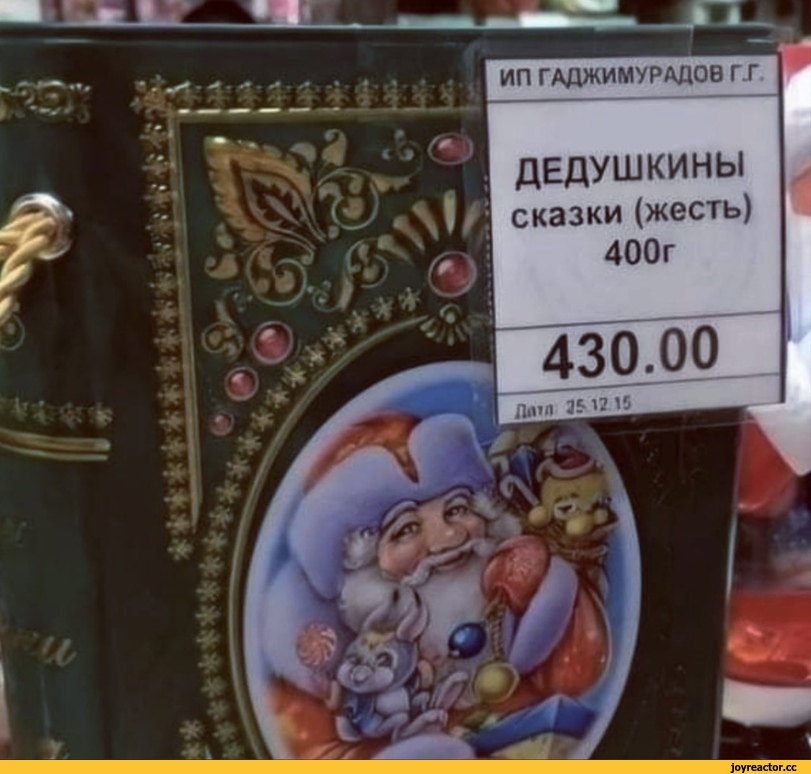 ИП ГАДЖИМУРАДОВ Г.Г.
ДЕДУШКИНЫ
сказки (жесть)
400г
430.00
Дата: 25.12.15
joyreactor.cc